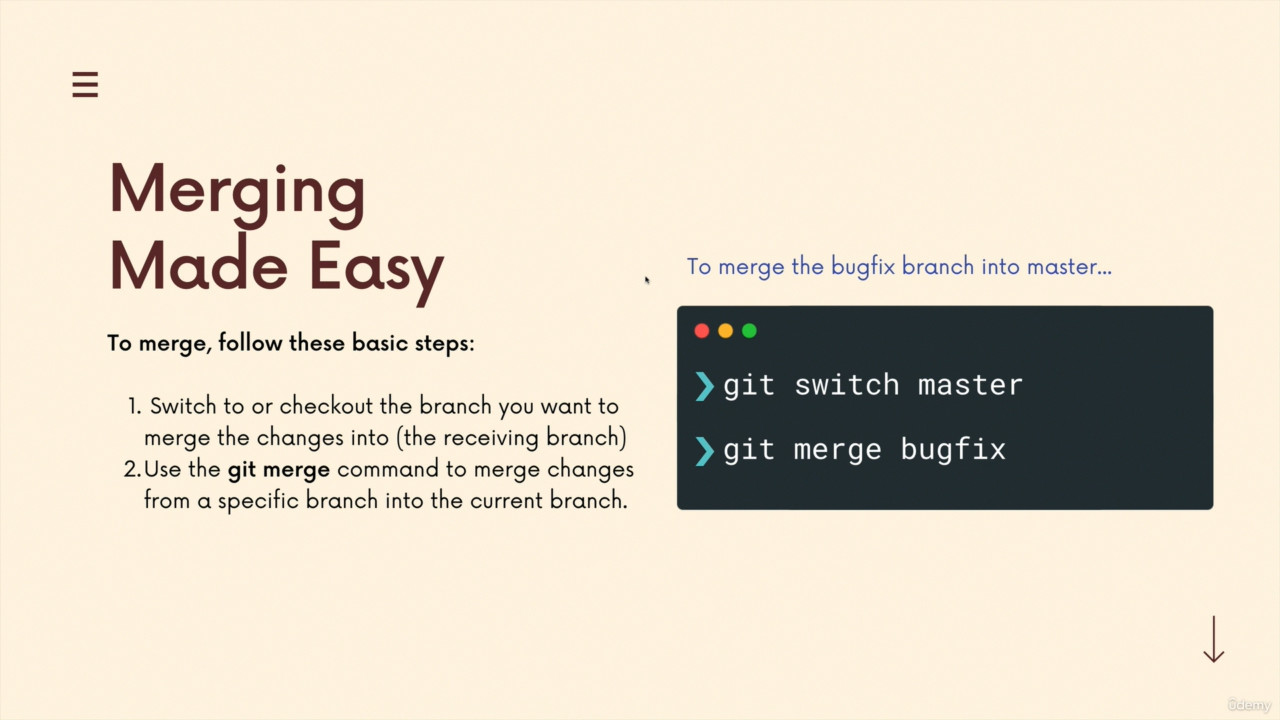 Merging
Made Easy
To merge, follow these basic steps:
1. Switch to or checkout the branch you want to
merge the changes into (the receiving branch)
2.Use the git merge command to merge changes
from a specific branch into the current branch.
To merge the bugfix branch into master...
❯ git switch master
❯ git merge bugfix
ûdemy